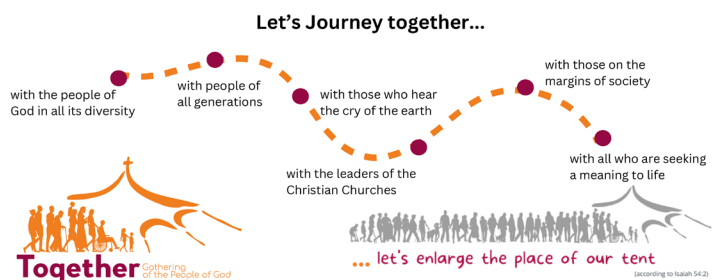 Let’s Journey together...
with the people of
God in all its diversity
with people of
all generations
with those who hear
the cry of the earth
with the leaders of the
Christian Churches
with those on the
margins of society
with all who are seeking
a meaning to life
Together Gathering
of the People of God
... let's enlarge the place of our tent
(according to Isaiah 54:2)